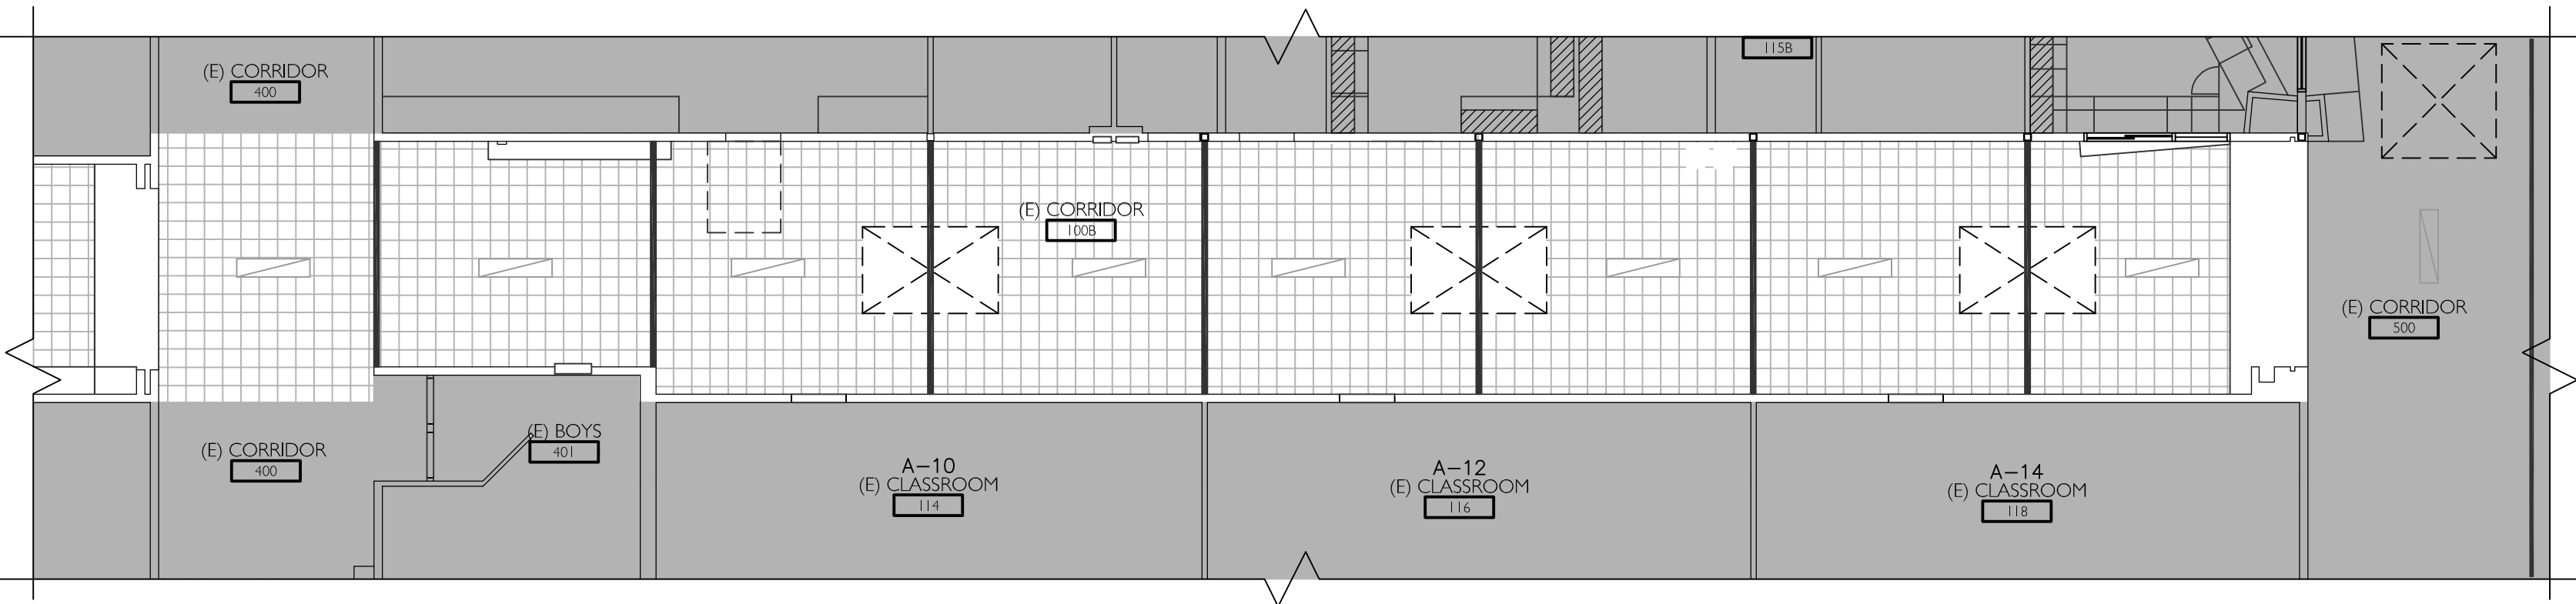 (E) CORRIDOR
400
115B
(E) CORRIDOR
100B
(E) CORRIDOR
500
(E) CORRIDOR
400
(E) BOYS
401
A-10
(E) CLASSROOM
114
A-12
(E) CLASSROOM
116
A-14
(E) CLASSROOM
118